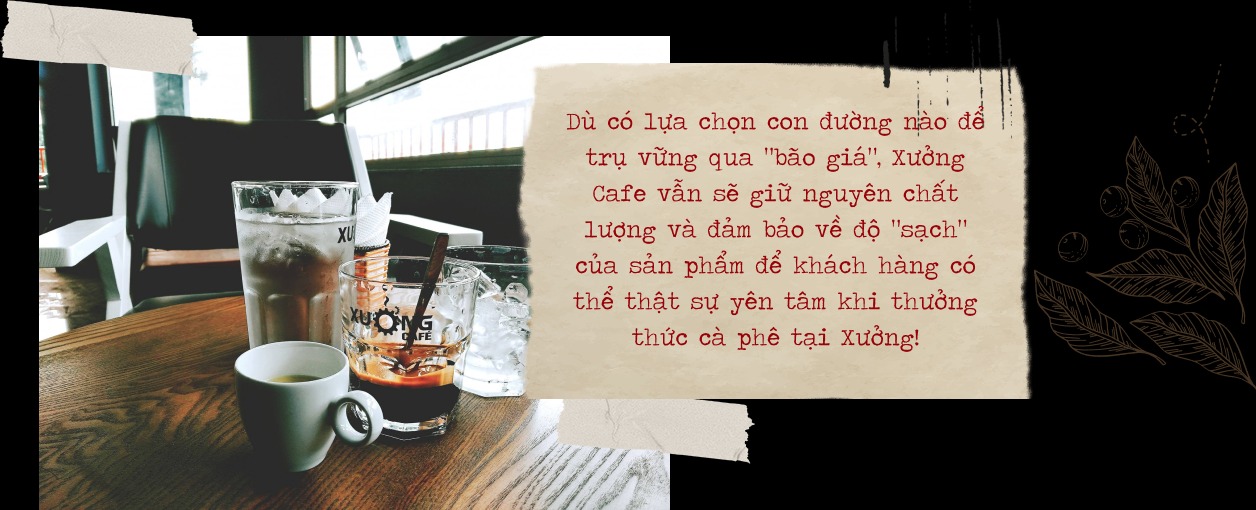 Dù có lựa chọn con đường nào để
trụ vững qua "bão giá", Xưởng
Cafe vẫn sẽ giữ nguyên chất
lượng và đảm bảo về độ "sạch"
của sản phẩm để khách hàng có
thể thật sự yên tâm khi thưởng
thức cà phê tại Xưởng!
XƯ
XƯỞNG
CAFÉ